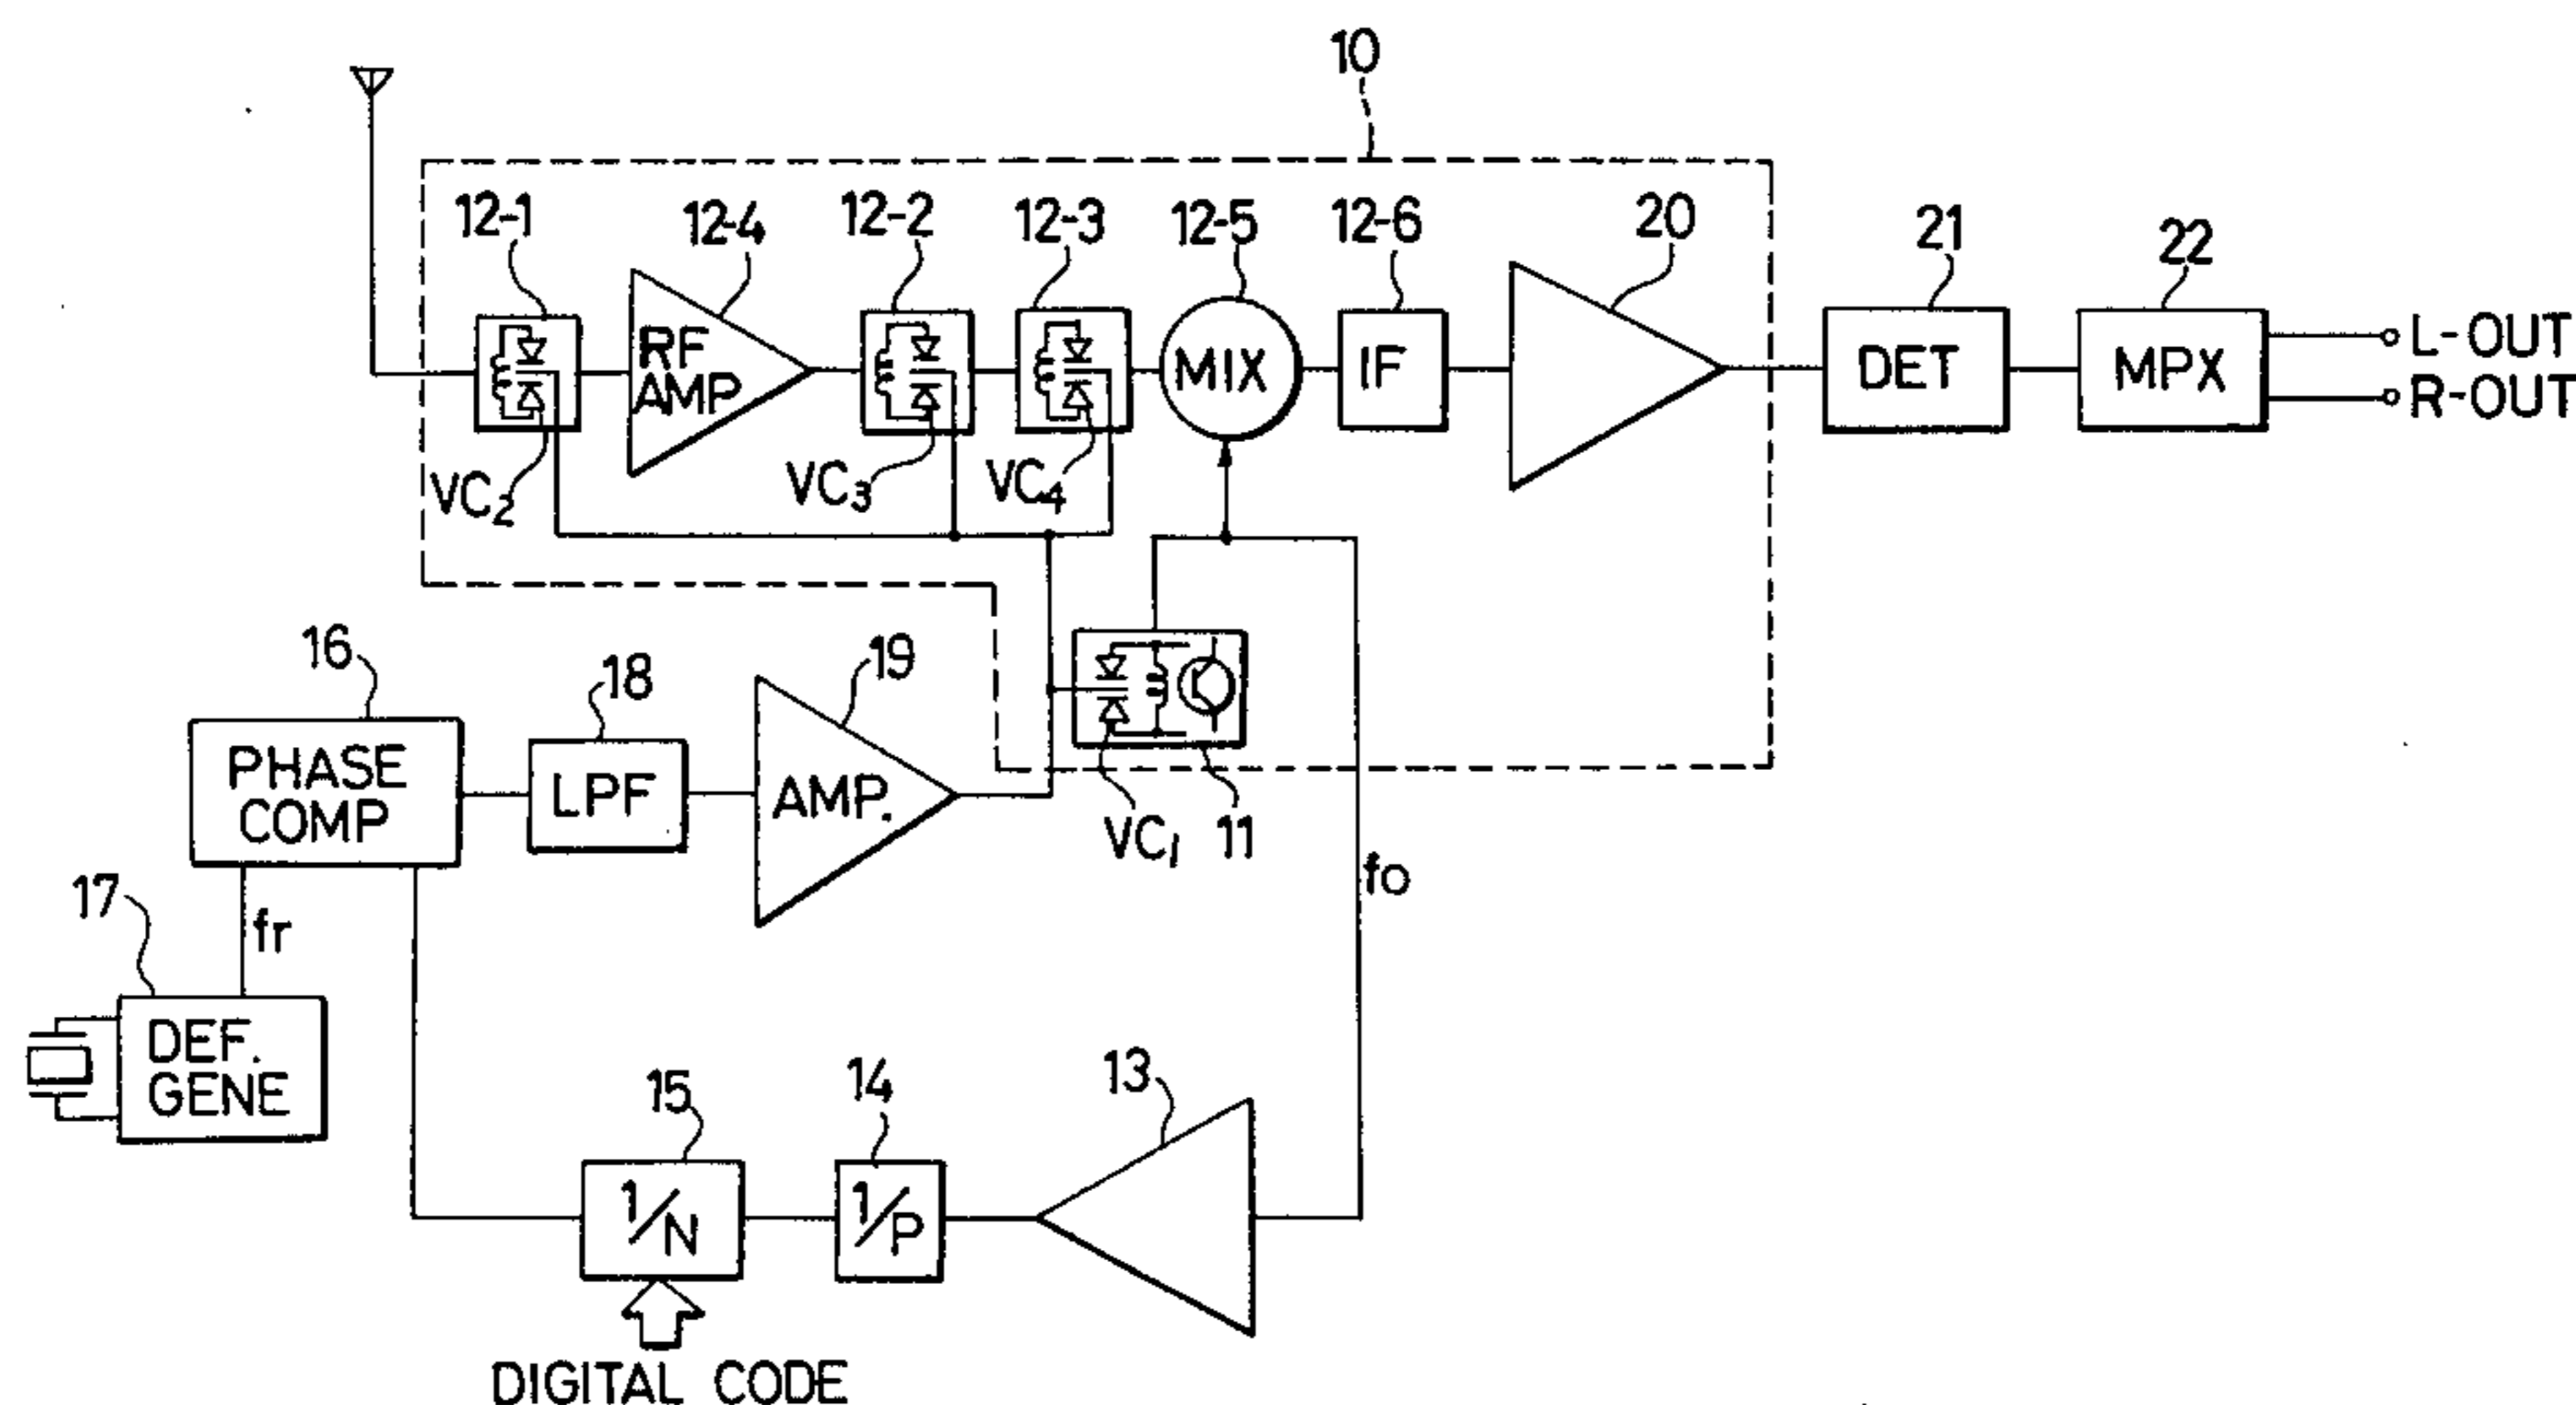 10
12-1
12-4
12-2
12-3
12-5
12-6
20
21
22
RF
AMP
MIX
IF
DET
MPX
L-OUT
R-OUT
VC2
VC3
VC4
16
18
19
PHASE
COMP
LPF
AMP.
VC1
11
fo
17
fr
DEF.
GENE
15
14
13
1/N
1/P
DIGITAL CODE